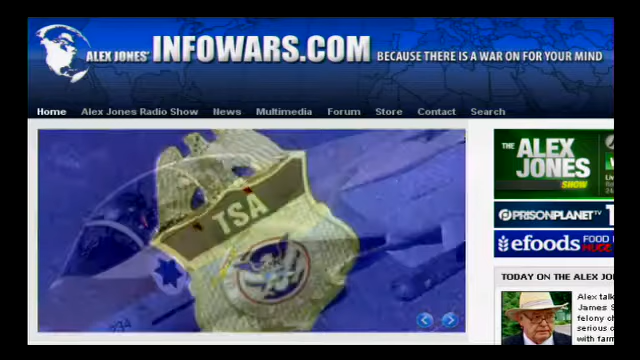 ALEX JONES' INFOWARS.COM BECAUSE THERE IS A WAR ON FOR YOUR MIND
Home Alex Jones Radio Show News Multimedia Forum Store Contact Search
TSA
THE ALEX JONES SHOW
PRISONPLANET TV
efoods FOOD HUGE
TODAY ON THE ALEX JO
Alex talk
James S
felony ch
serious
with farm